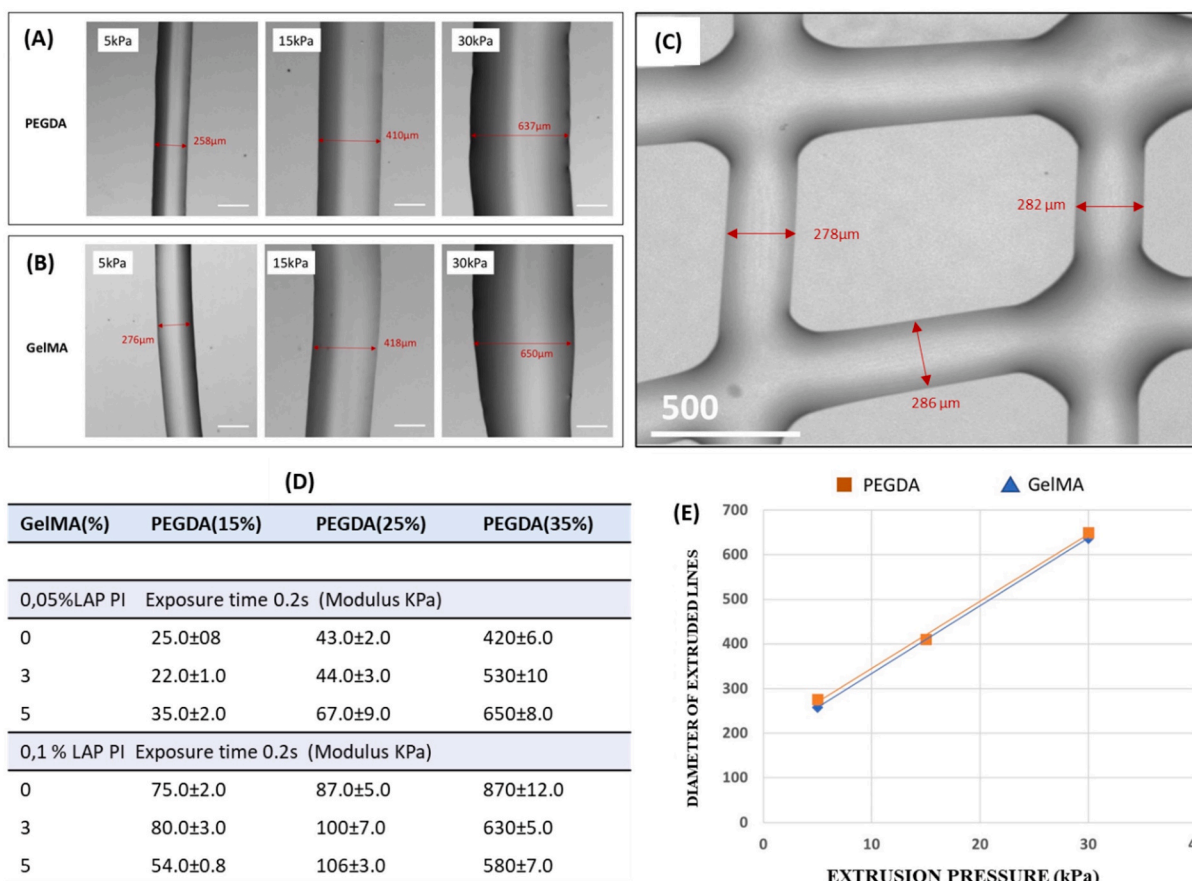 (A)
5kPa
15kPa
30kPa
PEGDA
258µm
410µm
637µm
(B)
5kPa
15kPa
30kPa
GelMA
276µm
418µm
650µm
(C)
278µm
282 µm
286 µm
500
(D)
GelMA(%) PEGDA(15%) PEGDA(25%) PEGDA(35%)
0,05%LAP PI Exposure time 0.2s (Modulus KPa)
0 25.0±08 43.0±2.0 420±6.0
3 22.0±1.0 44.0±3.0 530±10
5 35.0±2.0 67.0±9.0 650±8.0
0,1 % LAP PI Exposure time 0.2s (Modulus KPa)
0 75.0±2.0 87.0±5.0 870±12.0
3 80.0±3.0 100±7.0 630±5.0
5 54.0±0.8 106±3.0 580±7.0
(E)
PEGDA GelMA
DIAMETER OF EXTRUDED LINES
700
600
500
400
300
200
100
0
0 10 20 30
EXTRUSION PRESSURE (kPa)